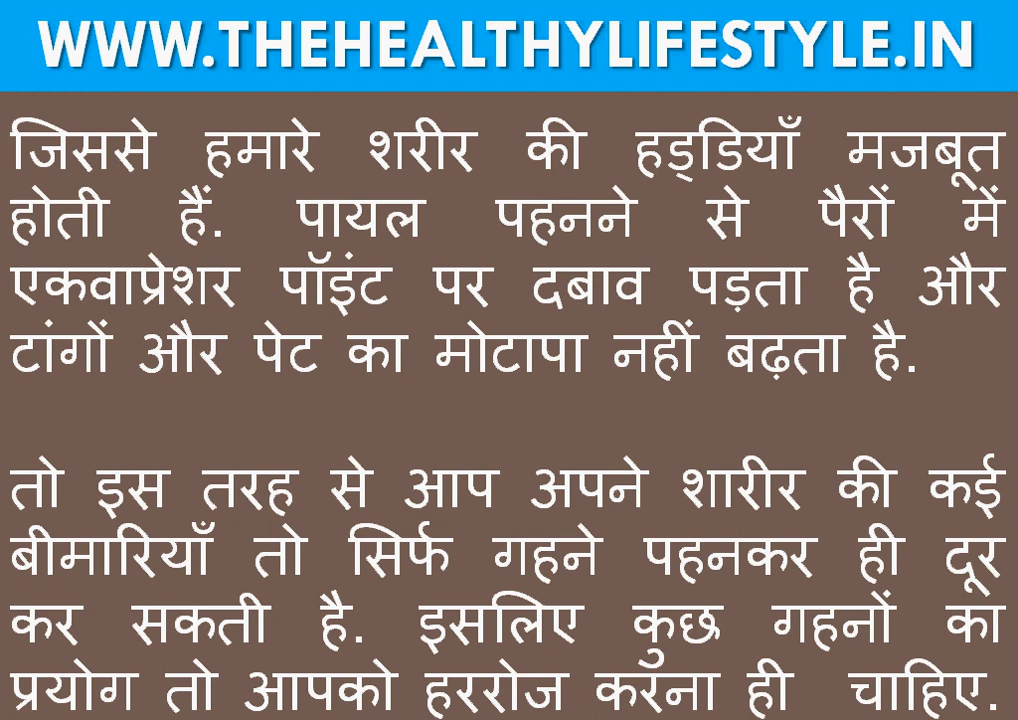 WWW.THEHEALTHYLIFESTYLE.IN
जिससे हमारे शरीर की हड्डियाँ मजबूत
होती हैं. पायल पहनने से पैरों में
एकवाप्रेशर पॉइंट पर दबाव पड़ता है और
टांगों और पेट का मोटापा नहीं बढ़ता है.
तो इस तरह से आप अपने शारीर की कई
बीमारियाँ तो सिर्फ गहने पहनकर ही दूर
कर सकती है. इसलिए कुछ गहनों का
प्रयोग तो आपको हररोज करना ही चाहिए.